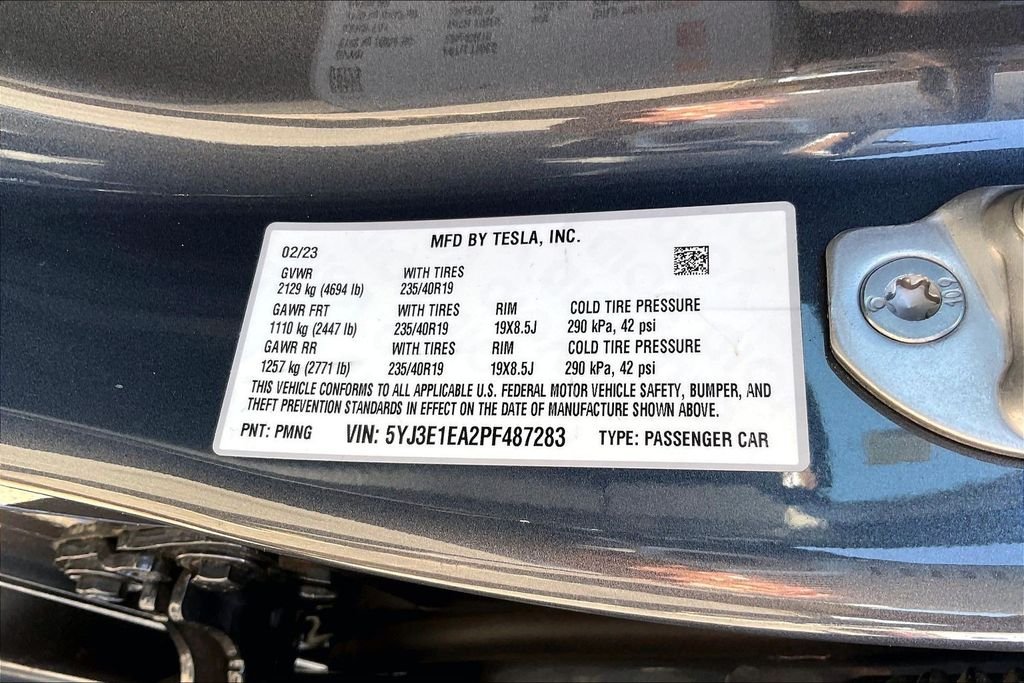 MFD BY TESLA, INC.
02/23
GVWR WITH TIRES
2129 kg (4694 lb) 235/40R19
GAWR FRT WITH TIRES RIM COLD TIRE PRESSURE
1110 kg (2447 lb) 235/40R19 19X8.5J 290 kPa, 42 psi
GAWR RR WITH TIRES RIM COLD TIRE PRESSURE
1257 kg (2771 lb) 235/40R19 19X8.5J 290 kPa, 42 psi
THIS VEHICLE CONFORMS TO ALL APPLICABLE U.S. FEDERAL MOTOR VEHICLE SAFETY, BUMPER, AND
THEFT PREVENTION STANDARDS IN EFFECT ON THE DATE OF MANUFACTURE SHOWN ABOVE.
PNT: PMNG VIN: 5YJ3E1EA2PF487283 TYPE: PASSENGER CAR